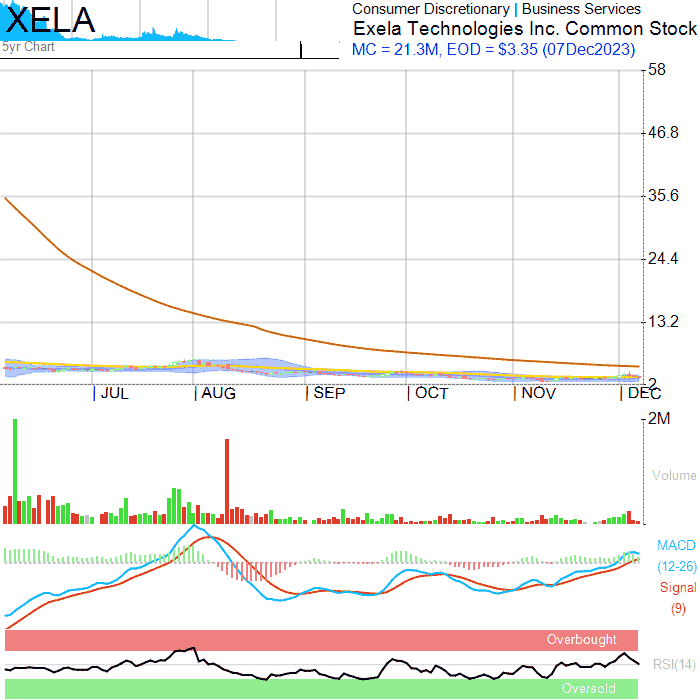 XELA
Consumer Discretionary | Business Services
Exela Technologies Inc. Common Stock
MC = 21.3M, EOD = $3.35 (07Dec2023)
5yr Chart
58
46.8
35.6
24.4
13.2
2
JUL AUG SEP OCT NOV DEC
2M
Volume
MACD
(12-26)
Signal
(9)
Overbought
RSI(14)
Oversold